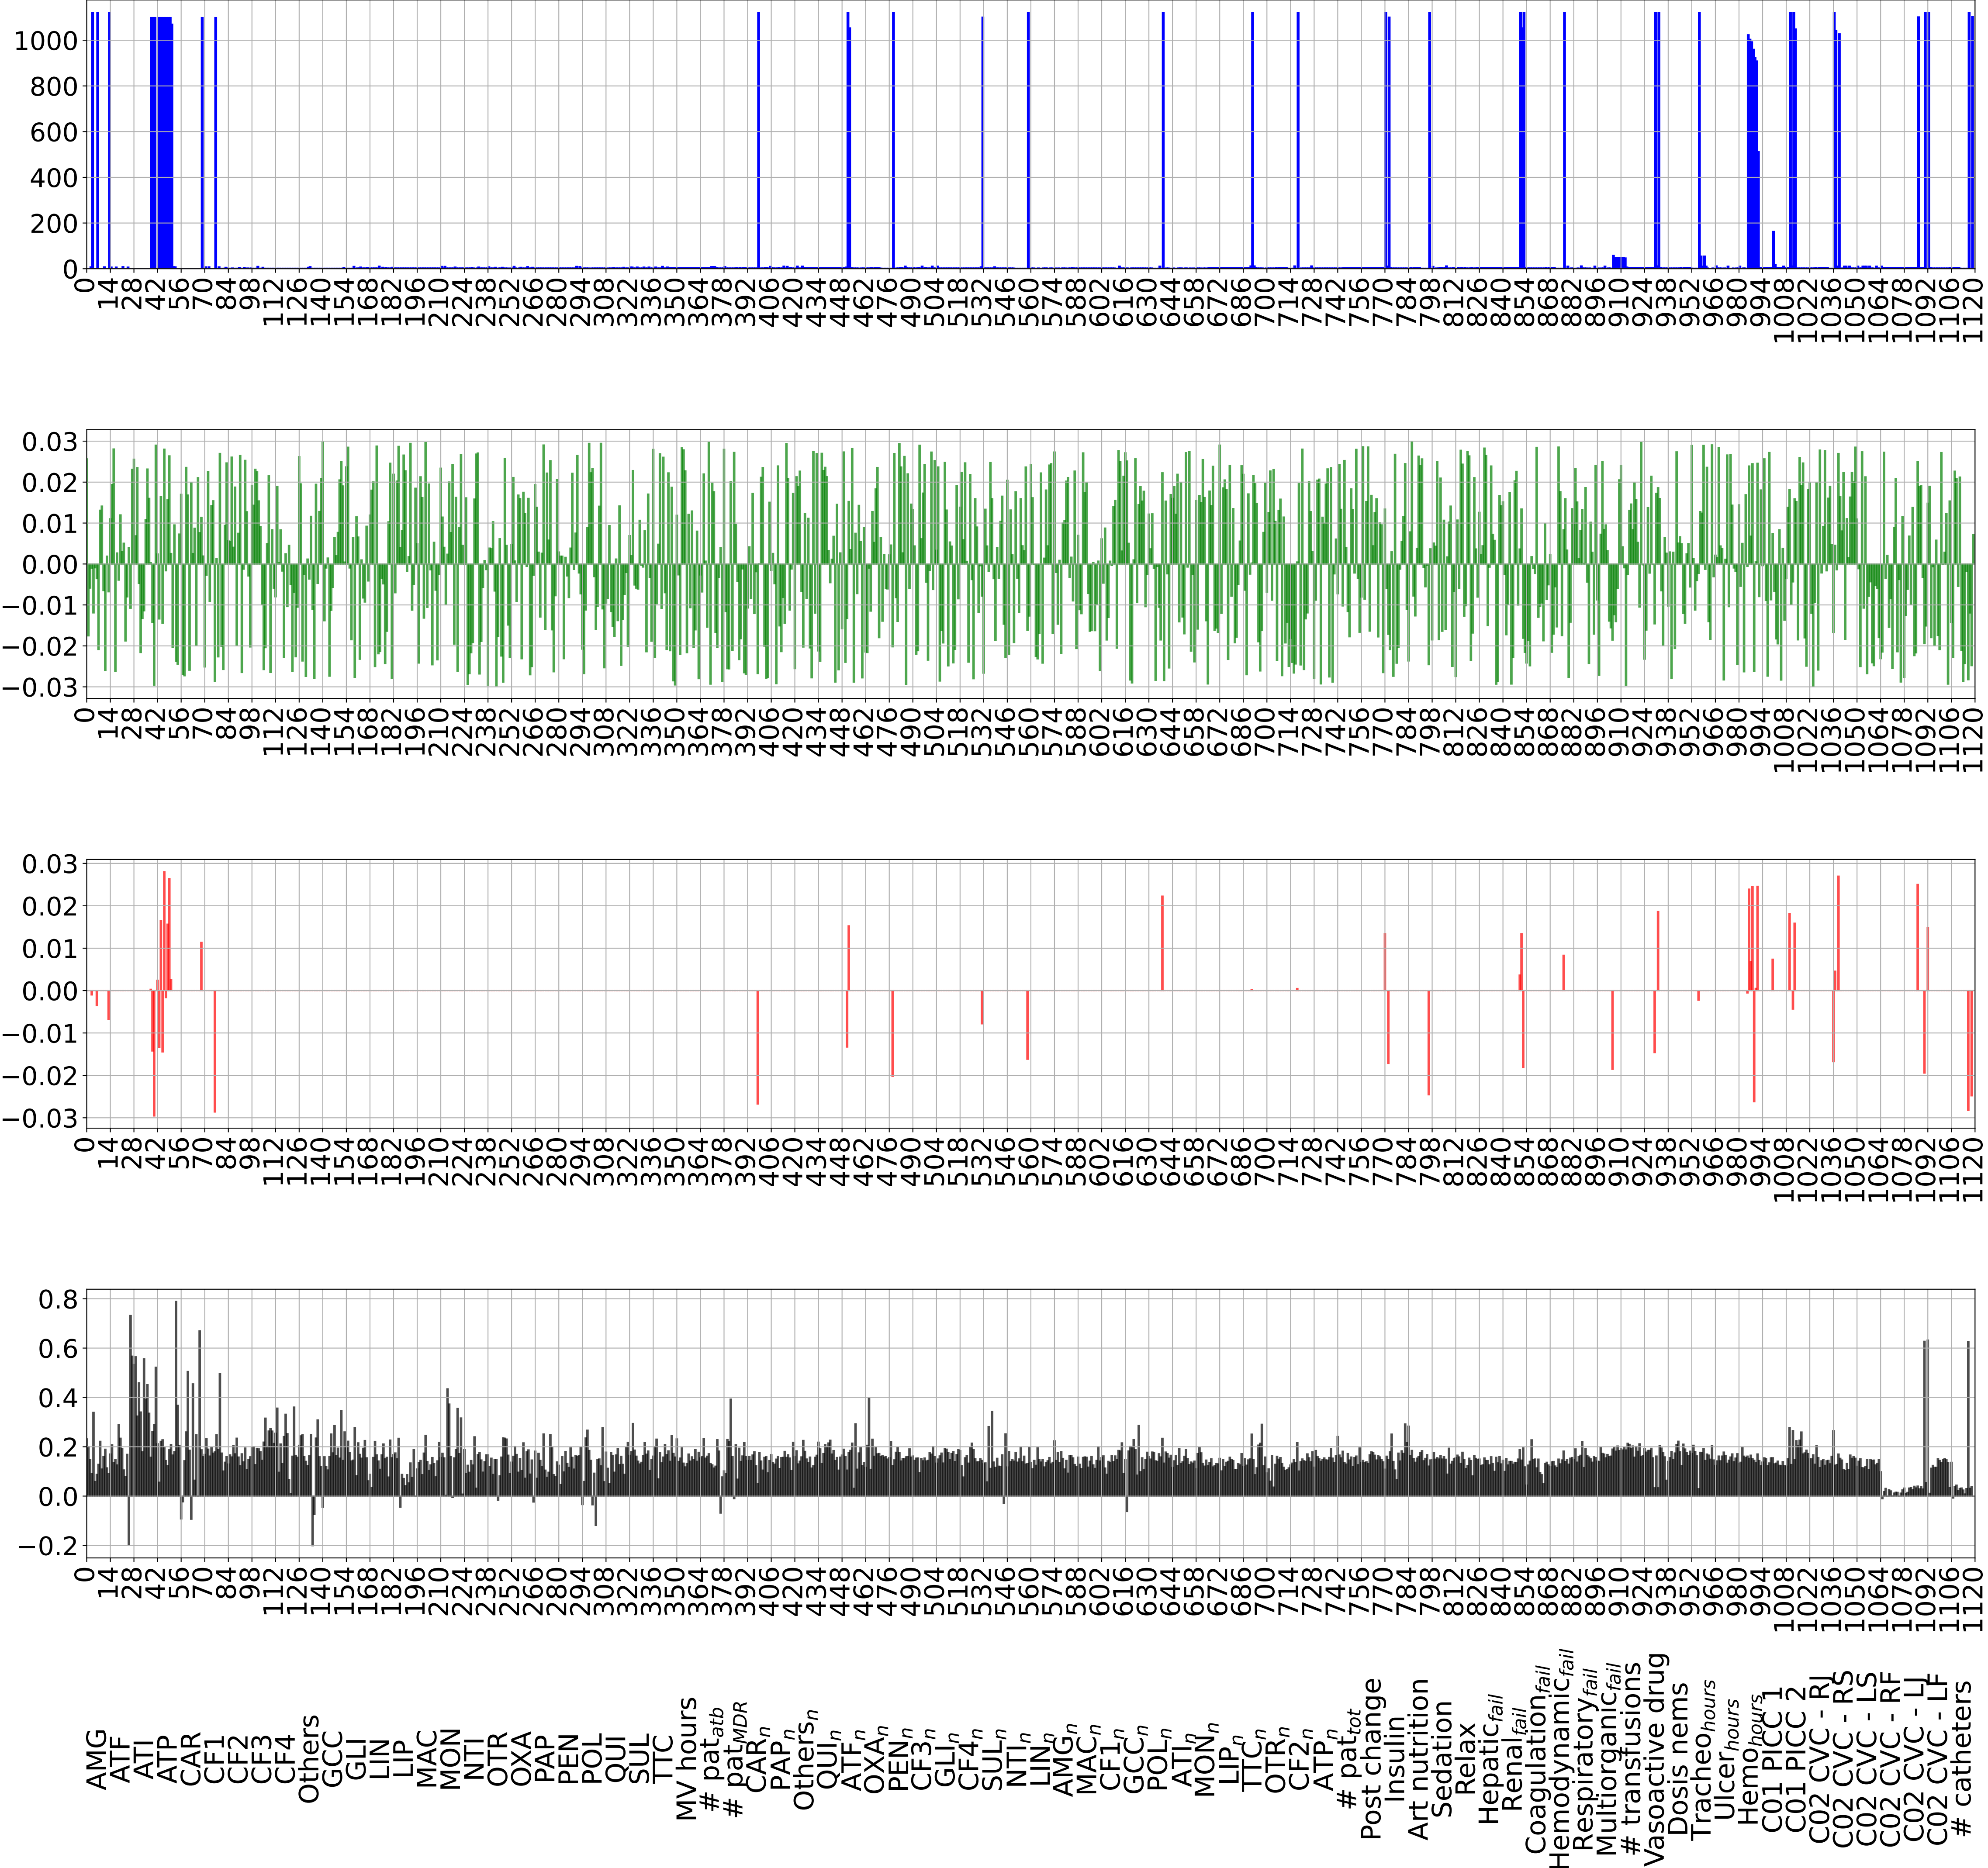 1000
800
600
400
200
0
0 14 28 42 56 70 84 98 112 126 140 154 168 182 196 210 224 238 252 266 280 294 308 322 336 350 364 378 392 406 420 434 448 462 476 490 504 518 532 546 560 574 588 602 616 630 644 658 672 686 700 714 728 742 756 770 784 798 812 826 840 854 868 882 896 910 924 938 952 966 980 994 1008 1022 1036 1050 1064 1078 1092 1106 1120
0.03
0.02
0.01
0.00
−0.01
−0.02
−0.03
0 14 28 42 56 70 84 98 112 126 140 154 168 182 196 210 224 238 252 266 280 294 308 322 336 350 364 378 392 406 420 434 448 462 476 490 504 518 532 546 560 574 588 602 616 630 644 658 672 686 700 714 728 742 756 770 784 798 812 826 840 854 868 882 896 910 924 938 952 966 980 994 1008 1022 1036 1050 1064 1078 1092 1106 1120
0.03
0.02
0.01
0.00
−0.01
−0.02
−0.03
0 14 28 42 56 70 84 98 112 126 140 154 168 182 196 210 224 238 252 266 280 294 308 322 336 350 364 378 392 406 420 434 448 462 476 490 504 518 532 546 560 574 588 602 616 630 644 658 672 686 700 714 728 742 756 770 784 798 812 826 840 854 868 882 896 910 924 938 952 966 980 994 1008 1022 1036 1050 1064 1078 1092 1106 1120
0.8
0.6
0.4
0.2
0.0
−0.2
0 14 28 42 56 70 84 98 112 126 140 154 168 182 196 210 224 238 252 266 280 294 308 322 336 350 364 378 392 406 420 434 448 462 476 490 504 518 532 546 560 574 588 602 616 630 644 658 672 686 700 714 728 742 756 770 784 798 812 826 840 854 868 882 896 910 924 938 952 966 980 994 1008 1022 1036 1050 1064 1078 1092 1106 1120
AMG
ATF
ATI
ATP
CAR
CF1
CF2
CF3
CF4
Others
GCC
GLI
LIN
LIP
MAC
MON
NTI
OTR
OXA
PAP
PEN
POL
QUI
SUL
TTC
MV hours
# pat_atb
# pat_MDR
CAR_n
PAP_n
Others_n
QUI_n
ATF_n
OXA_n
PEN_n
CF3_n
GLI_n
CF4_n
SUL_n
NTI_n
LIN_n
AMG_n
MAC_n
CF1_n
GCC_n
POL_n
ATI_n
MON_n
LIP_n
TTC_n
OTR_n
CF2_n
ATP_n
# pat_tot
Post change
Insulin
Art nutrition
Sedation
Relax
Hepatic_fail
Renal_fail
Coagulation_fail
Hemodynamic_fail
Respiratory_fail
Multiorganic_fail
# transfusions
Vasoactive drug
Dosis nems
Tracheo_hours
Ulcer_hours
Hemo_hours
C01 PICC 1
C01 PICC 2
C02 CVC - RJ
C02 CVC - RS
C02 CVC - LS
C02 CVC - RF
C02 CVC - LJ
C02 CVC - LF
# catheters